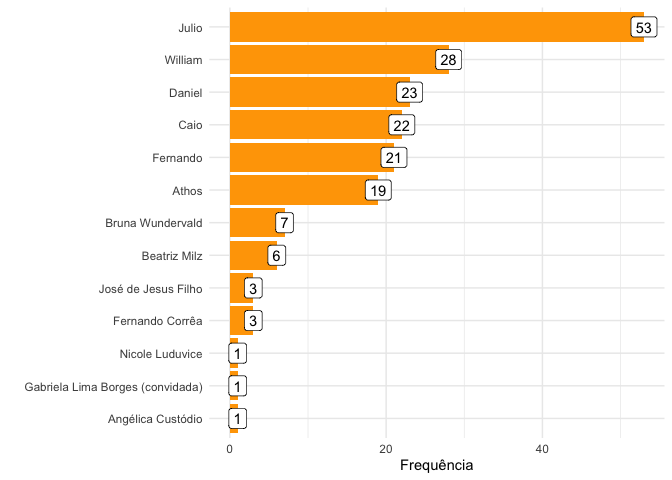 Julio 53
William 28
Daniel 23
Caio 22
Fernando 21
Athos 19
Bruna Wundervald 7
Beatriz Milz 6
José de Jesus Filho 3
Fernando Corrêa 3
Nicole Luduvice 1
Gabriela Lima Borges (convidada) 1
Angélica Custódio 1
0 20 40
Frequência